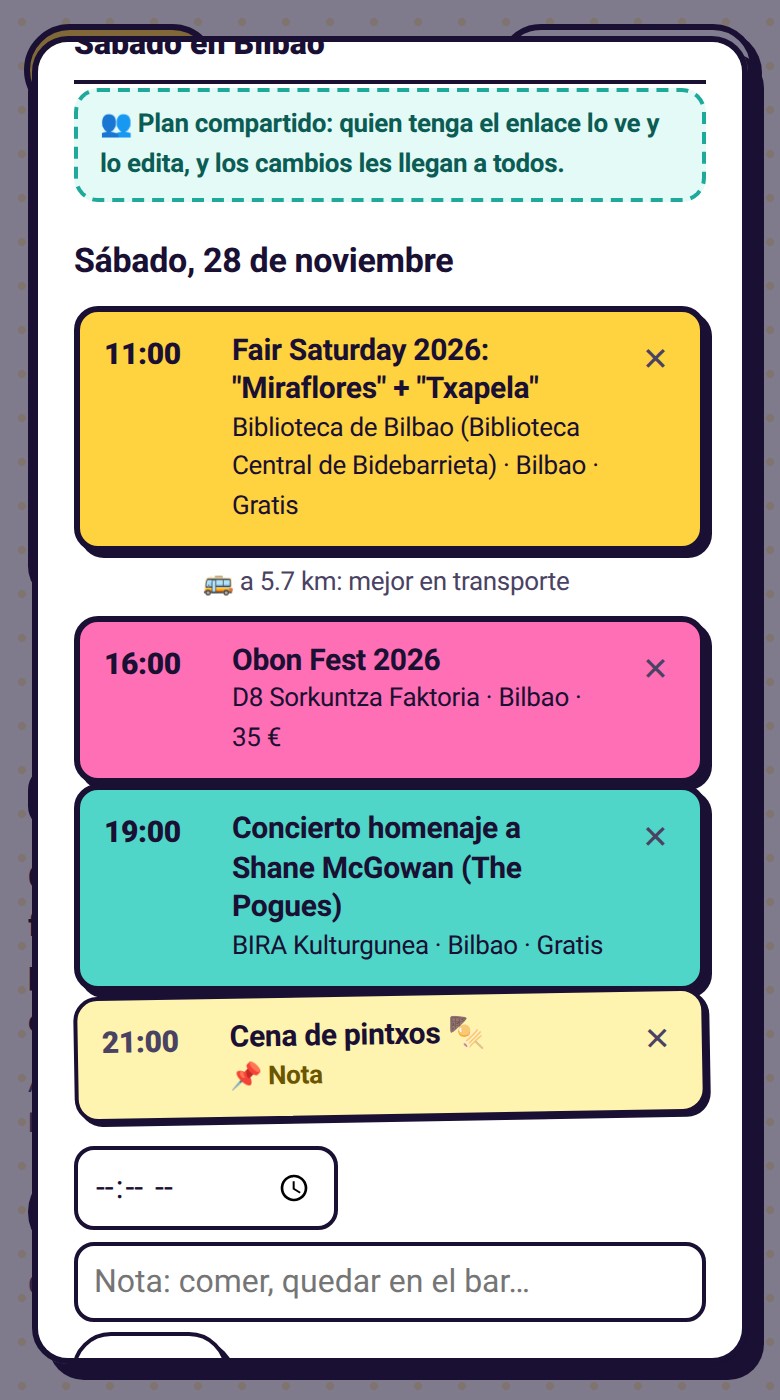 Sábado en Bilbao
👥 Plan compartido: quien tenga el enlace lo ve y
lo edita, y los cambios les llegan a todos.
Sábado, 28 de noviembre
11:00
Fair Saturday 2026:
"Miraflores" + "Txapela"
Biblioteca de Bilbao (Biblioteca
Central de Bidebarrieta) · Bilbao ·
Gratis
🚌 a 5.7 km: mejor en transporte
16:00
Obon Fest 2026
D8 Sorkuntza Faktoria · Bilbao ·
35 €
19:00
Concierto homenaje a
Shane McGowan (The
Pogues)
BIRA Kulturgunea · Bilbao · Gratis
21:00
Cena de pintxos 🍢
📌 Nota
--:-- --
Nota: comer, quedar en el bar…